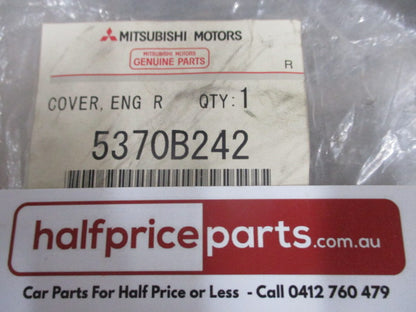 MITSUBISHI MOTORS
MITSUBISHI MOTORS
GENUINE PARTS
R
COVER, ENG R QTY:1
5370B242
halfpriceparts.com.au
Car Parts For Half Price or Less - Call 0412 760 479